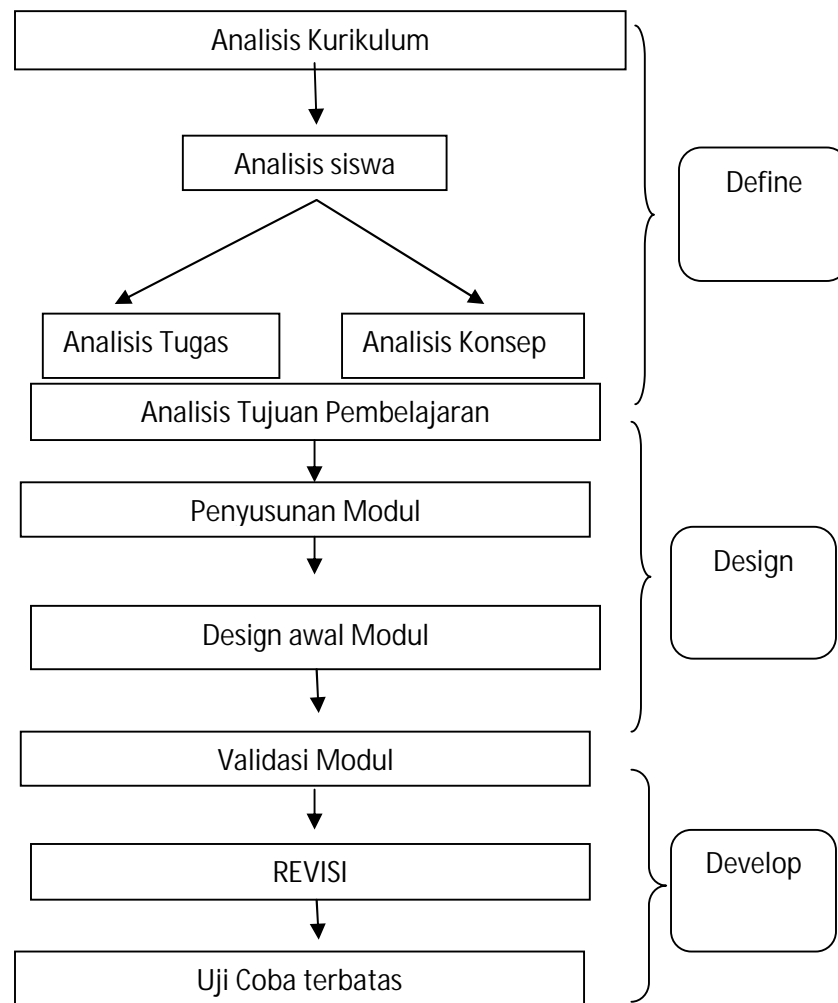 Analisis Kurikulum
Analisis siswa
Define
Analisis Tugas
Analisis Konsep
Analisis Tujuan Pembelajaran
Penyusunan Modul
Design
Design awal Modul
Validasi Modul
REVISI
Develop
Uji Coba terbatas